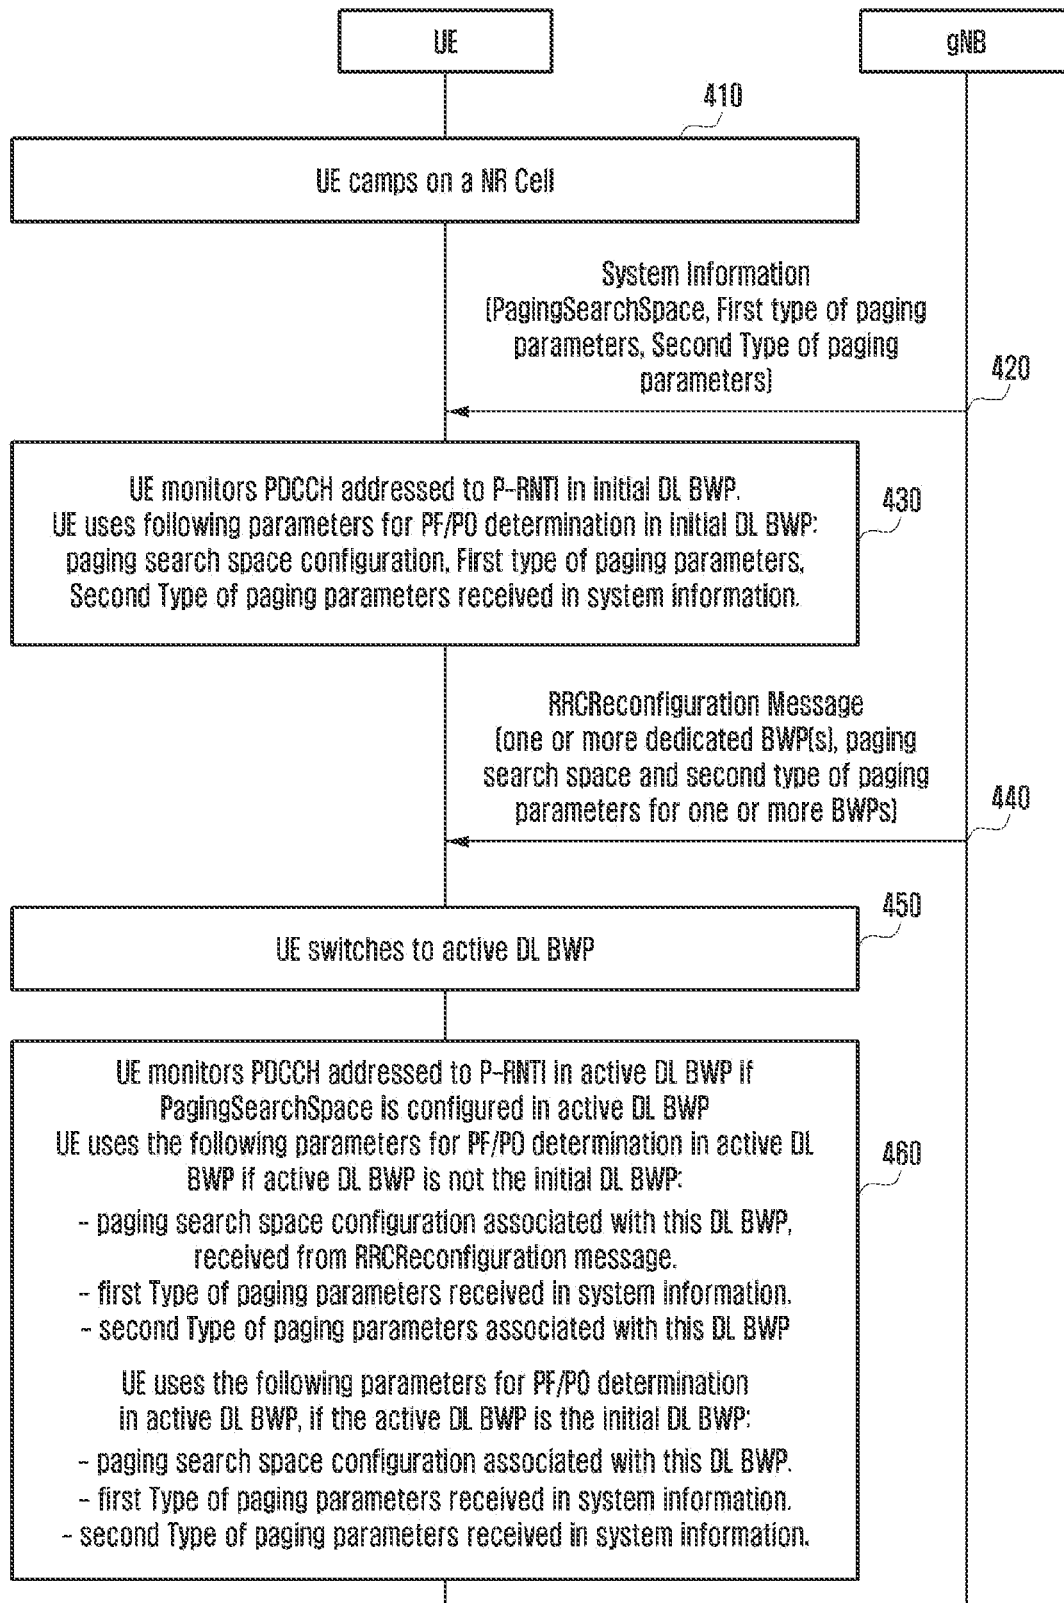 UE
gNB
410
UE camps on a NR Cell
System Information
(PagingSearchSpace, First type of paging
parameters, Second Type of paging
parameters)
420
UE monitors PDCCH addressed to P-RNTI in initial DL BWP.
UE uses following parameters for PF/PO determination in initial DL BWP:
paging search space configuration, First type of paging parameters,
Second Type of paging parameters received in system information.
430
RRCReconfiguration Message
(one or more dedicated BWP(s), paging
search space and second type of paging
parameters for one or more BWPs)
440
450
UE switches to active DL BWP
UE monitors PDCCH addressed to P-RNTI in active DL BWP if
PagingSearchSpace is configured in active DL BWP
UE uses the following parameters for PF/PO determination in active DL
BWP if active DL BWP is not the initial DL BWP:
460
- paging search space configuration associated with this DL BWP,
received from RRCReconfiguration message.
- first Type of paging parameters received in system information.
- second Type of paging parameters associated with this DL BWP
UE uses the following parameters for PF/PO determination
in active DL BWP, if the active DL BWP is the initial DL BWP:
- paging search space configuration associated with this DL BWP.
- first Type of paging parameters received in system information.
- second Type of paging parameters received in system information.